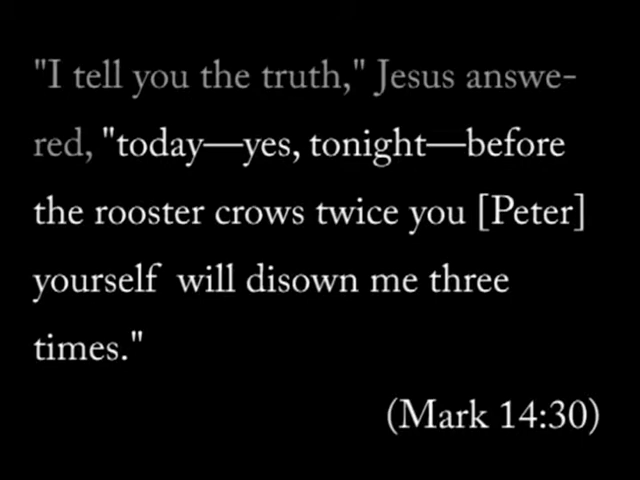 "I tell you the truth," Jesus answe-
red, "today—yes, tonight—before
the rooster crows twice you [Peter]
yourself will disown me three
times."
(Mark 14:30)